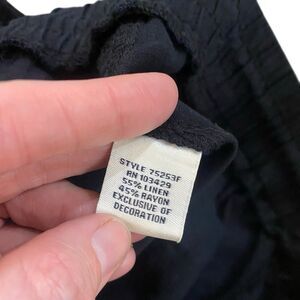 STYLE 75253F
RN 103429
55% LINEN
45% RAYON
EXCLUSIVE OF
DECORATION